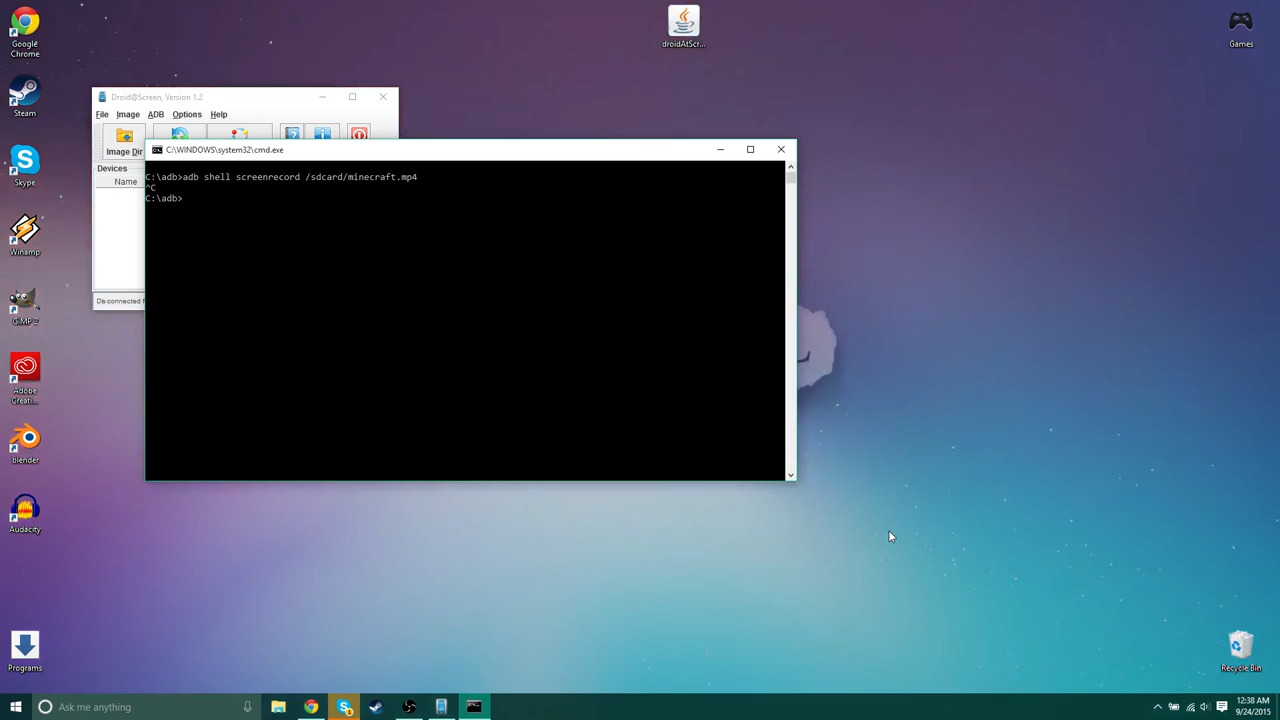 Google
Chrome
Steam
Skype
Winamp
GIMP 2
Adobe
Creati...
blender
Audacity
Programs
droidAtScr...
Games
Recycle Bin
Droid@Screen, Version 1.2
File Image ADB Options Help
Image Dir
Devices
Name
Disconnected
C:\WINDOWS\system32\cmd.exe
C:\adb>adb shell screenrecord /sdcard/minecraft.mp4
^C
C:\adb>
Ask me anything
12:38 AM
9/24/2015